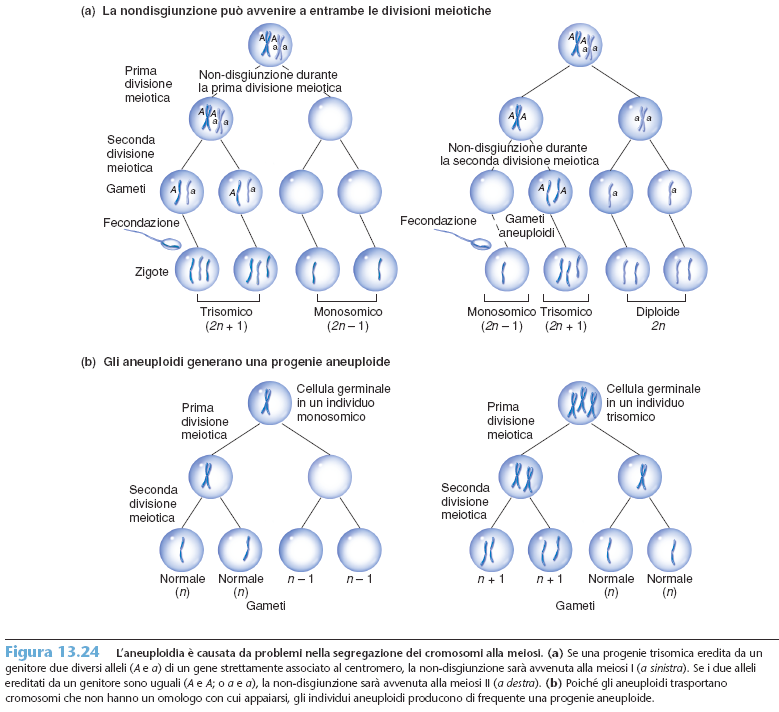 (a) La nondisgiunzione può avvenire a entrambe le divisioni meiotiche
A A a a
Prima
divisione
meiotica
Non-disgiunzione durante
la prima divisione meiotica
A A a a
Seconda
divisione
meiotica
Gameti
A a
A a
Fecondazione
Zigote
Trisomico
(2n + 1)
Monosomico
(2n – 1)
A A a a
A A
a a
Non-disgiunzione durante
la seconda divisione meiotica
A A
a
a
Fecondazione
Gameti
aneuploidi
Monosomico
(2n – 1)
Trisomico
(2n + 1)
Diploide
2n
(b) Gli aneuploidi generano una progenie aneuploide
Cellula germinale
in un individuo
monosomico
Prima
divisione
meiotica
Seconda
divisione
meiotica
Normale
(n)
Normale
(n)
n – 1
n – 1
Gameti
Cellula germinale
in un individuo
trisomico
Prima
divisione
meiotica
Seconda
divisione
meiotica
n + 1
n + 1
Normale
(n)
Normale
(n)
Gameti
Figura 13.24 L'aneuploidia è causata da problemi nella segregazione dei cromosomi alla meiosi. (a) Se una progenie trisomica eredita da un
genitore due diversi alleli (A e a) di un gene strettamente associato al centromero, la non-disgiunzione sarà avvenuta alla meiosi I (a sinistra). Se i due alleli
ereditati da un genitore sono uguali (A e A; o a e a), la non-disgiunzione sarà avvenuta alla meiosi II (a destra). (b) Poiché gli aneuploidi trasportano
cromosomi che non hanno un omologo con cui appaiarsi, gli individui aneuploidi producono di frequente una progenie aneuploide.